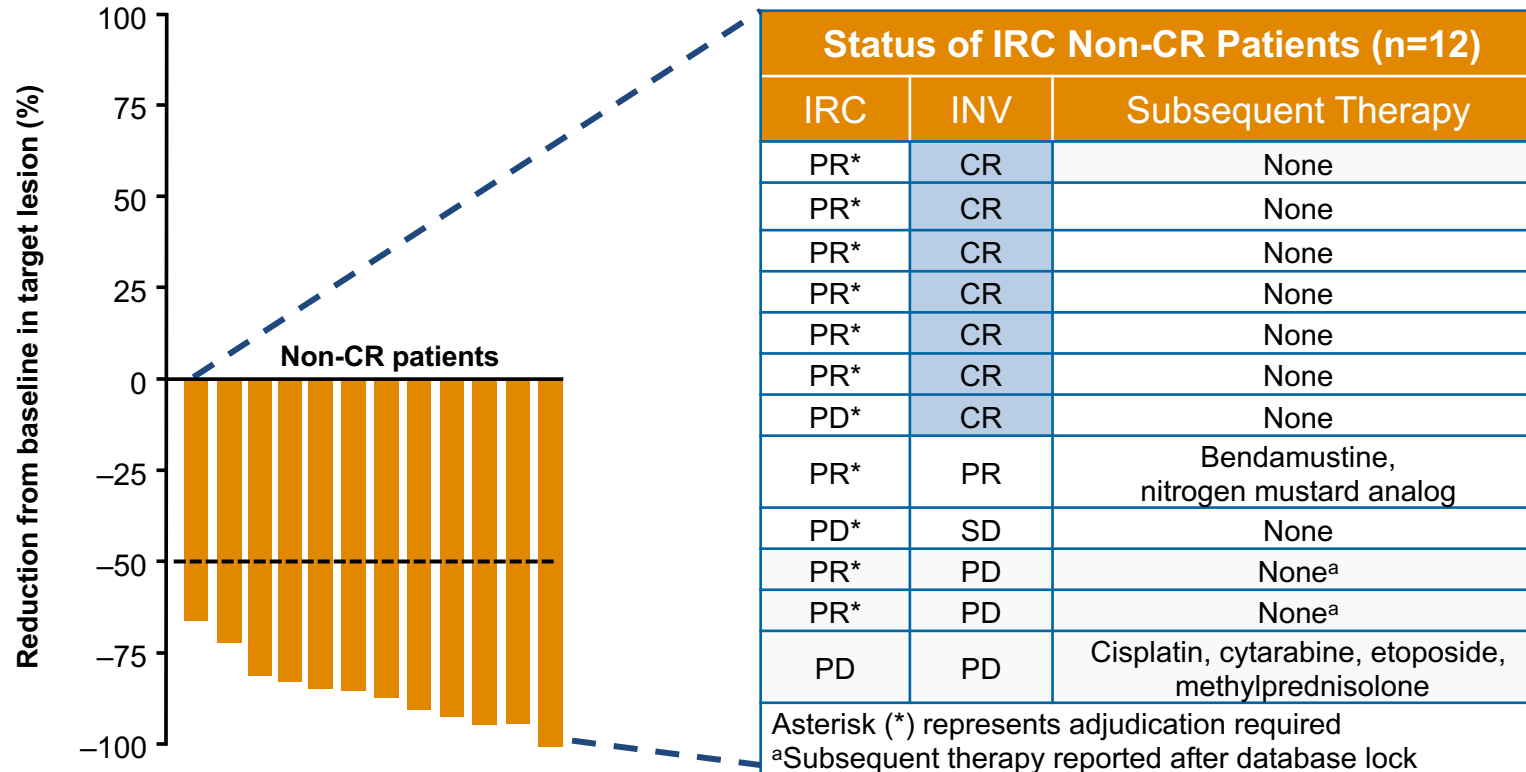 Reduction from baseline in target lesion (%)
100
75
50
25
0
–25
–50
–75
–100
Non-CR patients
Status of IRC Non-CR Patients (n=12)
IRC INV Subsequent Therapy
PR* CR None
PR* CR None
PR* CR None
PR* CR None
PR* CR None
PR* CR None
PD* CR None
PR* PR Bendamustine,
nitrogen mustard analog
PD* SD None
PR* PD Noneᵃ
PR* PD Noneᵃ
PD PD Cisplatin, cytarabine, etoposide,
methylprednisolone
Asterisk (*) represents adjudication required
ᵃSubsequent therapy reported after database lock